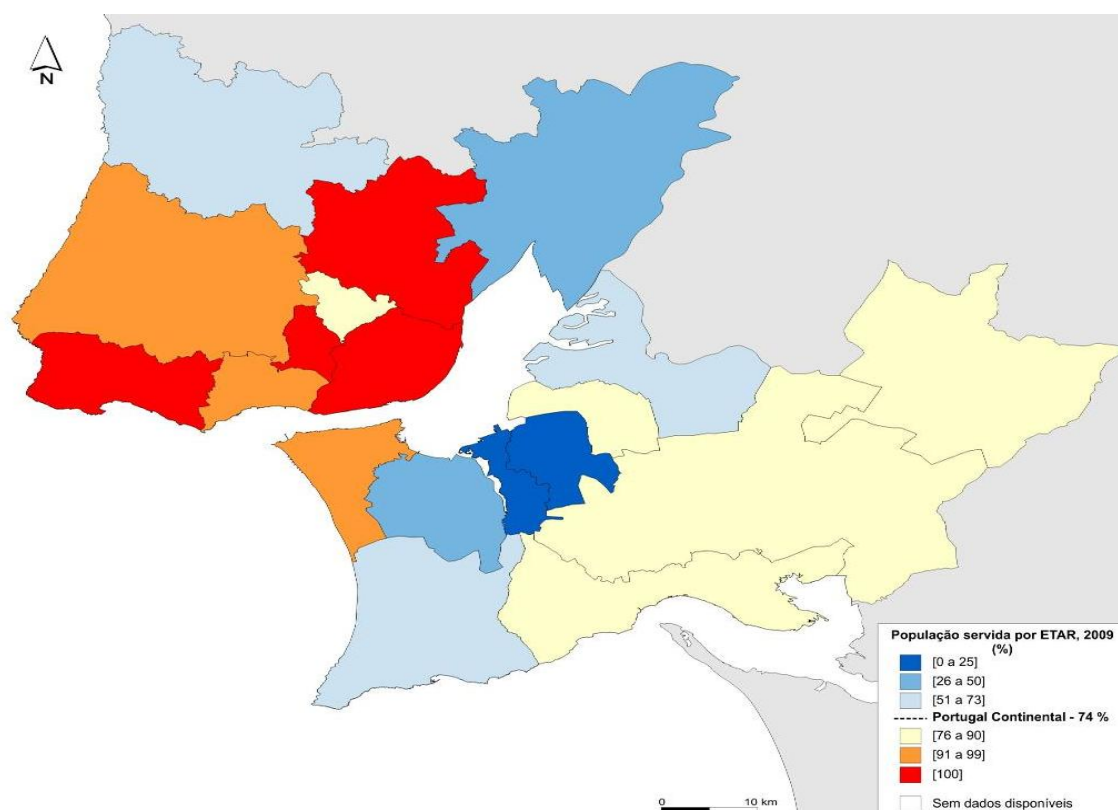 N
População servida por ETAR, 2009
(%)
[0 a 25]
[26 a 50]
[51 a 73]
Portugal Continental - 74 %
[76 a 90]
[91 a 99]
[100]
Sem dados disponíveis
0 10 km